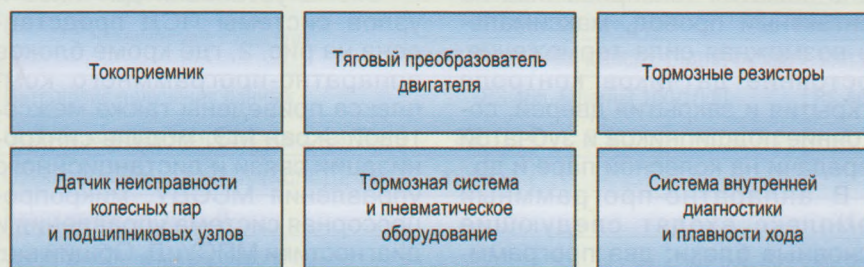 Токоприемник
Тяговый преобразователь
двигателя
Тормозные резисторы
Датчик неисправности
колесных пар
и подшипниковых узлов
Тормозная система
и пневматическое
оборудование
Система внутренней
диагностики
и плавности хода